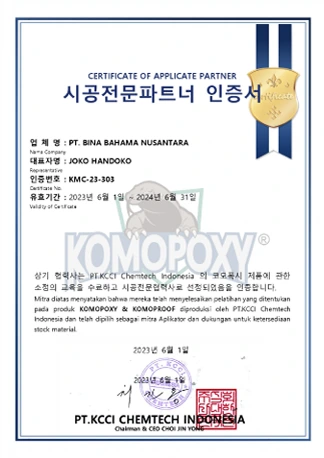 CERTIFICATE OF APPLICATE PARTNER
시공전문파트너 인증서
업 체 명 : PT. BINA BAHAMA NUSANTARA
Name Company
대표자명 : JOKO HANDOKO
Representative
인증번호 : KMC-23-303
Certificate No.
유효기간 : 2023년 6월 1일 ~ 2024년 6월 31일
Validity of Certificate
KOMOPOXY®
상기 협력사는 PT.KCCI Chemtech Indonesia 의 코모폭시 제품에 관한
소정의 교육을 수료하고 시공전문협력사로 선정되었음을 인증합니다.
Mitra diatas menyatakan bahwa mereka telah menyelesaikan pelatihan yang ditentukan
pada produk KOMOPOXY & KOMOPROOF diproduksi oleh PT.KCCI Chemtech
Indonesia dan telah dipilih sebagai mitra Aplikator dan dukungan untuk ketersediaan
stock material.
2023년 6월 1일
2023년 6월 1일
PT.KCCI CHEMTECH INDONESIA
Chairman & CEO CHOI JIN YONG